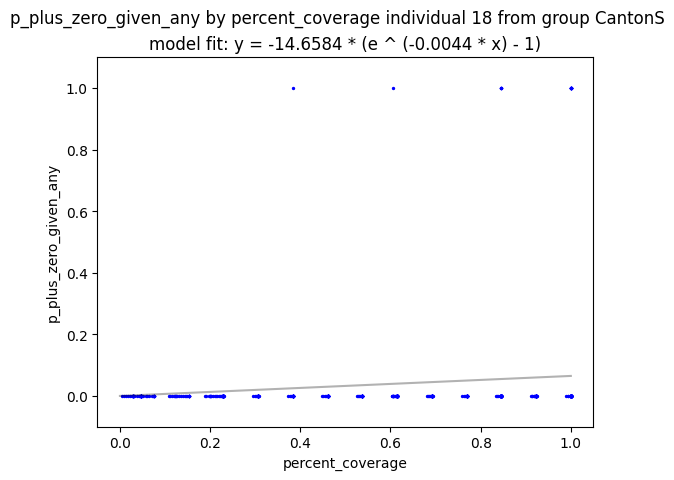 p_plus_zero_given_any by percent_coverage individual 18 from group CantonS
model fit: y = -14.6584 * (e ^ (-0.0044 * x) - 1)
1.0
0.8
0.6
0.4
0.2
0.0
p_plus_zero_given_any
0.0 0.2 0.4 0.6 0.8 1.0
percent_coverage